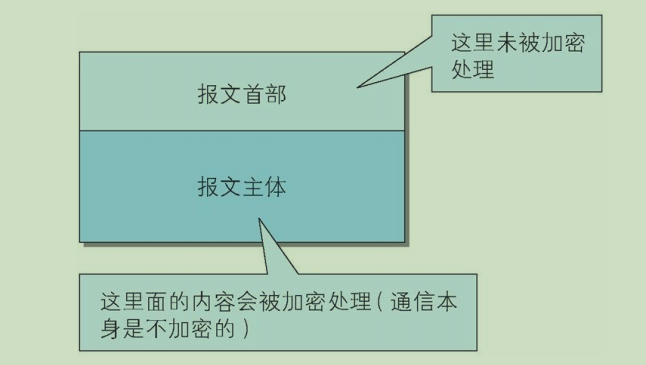 这里未被加密
处理
报文首部
报文主体
这里面的内容会被加密处理(通信本
身是不加密的)